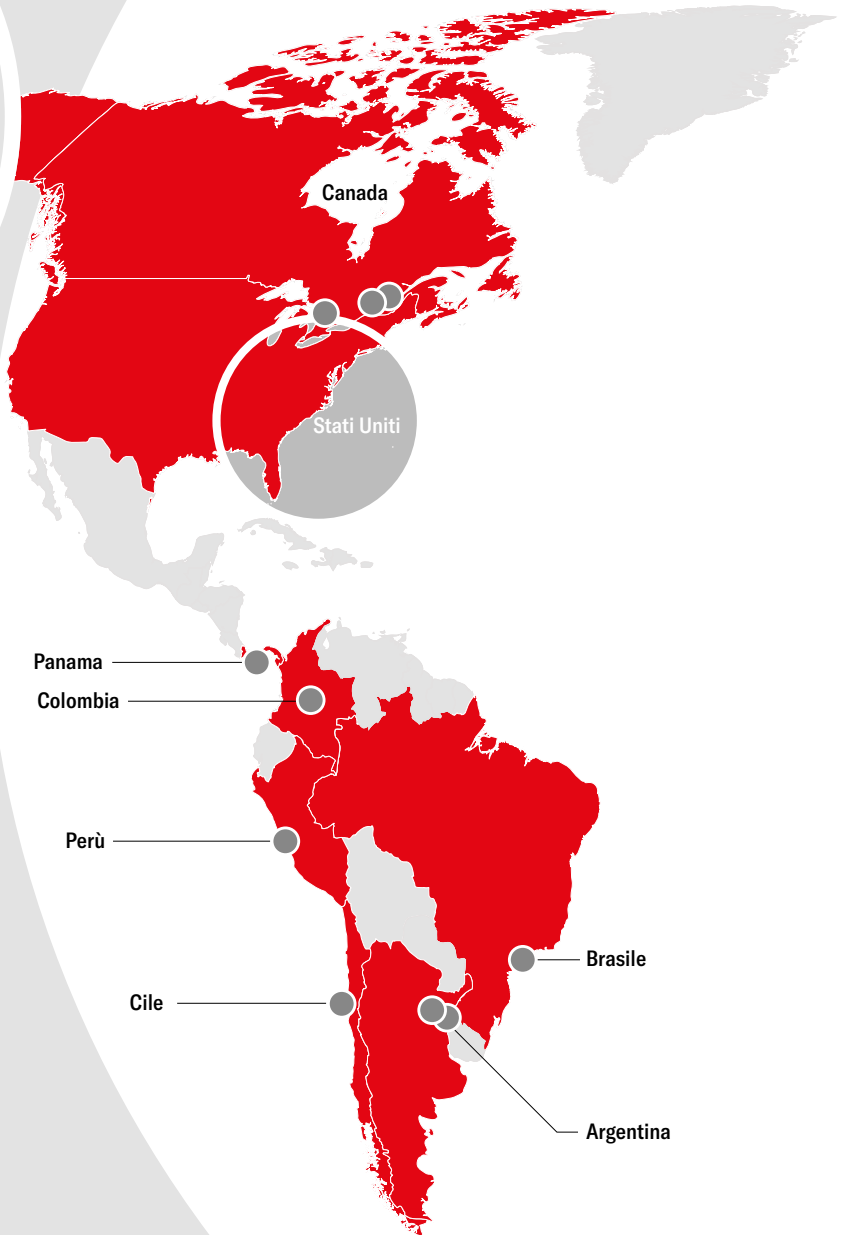 Canada
Stati Uniti
Panama
Colombia
Perù
Brasile
Cile
Argentina